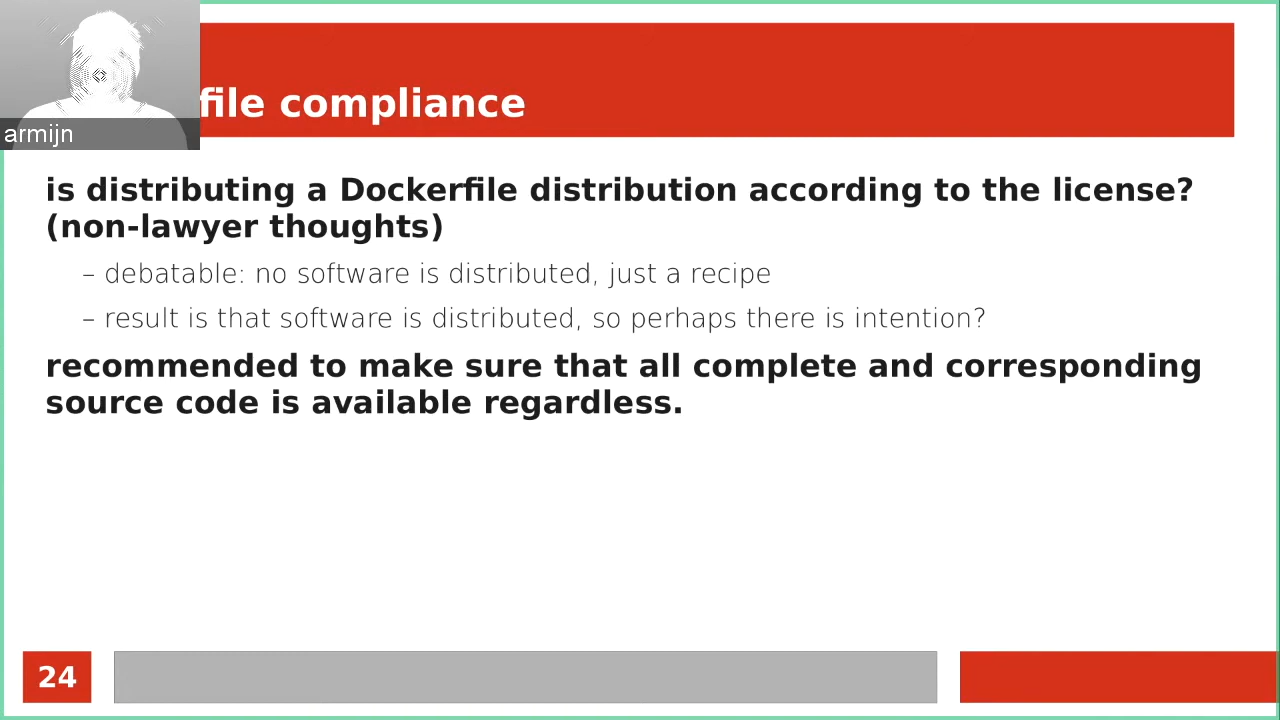 armijn
file compliance
is distributing a Dockerfile distribution according to the license?
(non-lawyer thoughts)
– debatable: no software is distributed, just a recipe
– result is that software is distributed, so perhaps there is intention?
recommended to make sure that all complete and corresponding
source code is available regardless.
24